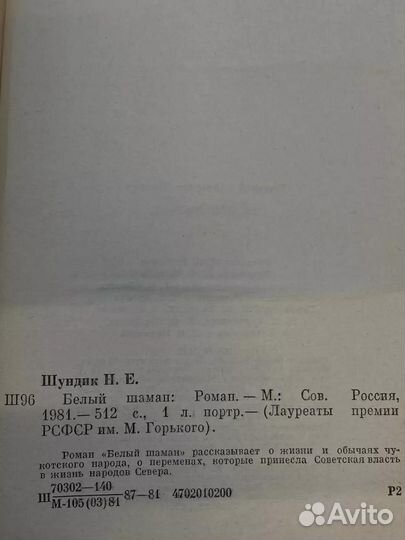 Шундик Н. Е.
Ш96 Белый шаман: Роман. — М.: Сов. Россия,
1981. — 512 с., 1 л. портр. — (Лауреаты премии
РСФСР им. М. Горького).
Роман «Белый шаман» рассказывает о жизни и обычаях чу-
котского народа, о переменах, которые принесла Советская власть
в жизнь народов Севера.
Ш 70302—140
М-105(03)81 87—81 4702010200 Р2
Avito